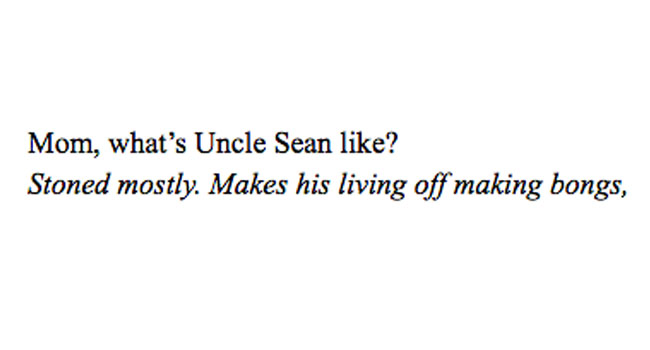 Mom, what’s Uncle Sean like?
Stoned mostly. Makes his living off making bongs,